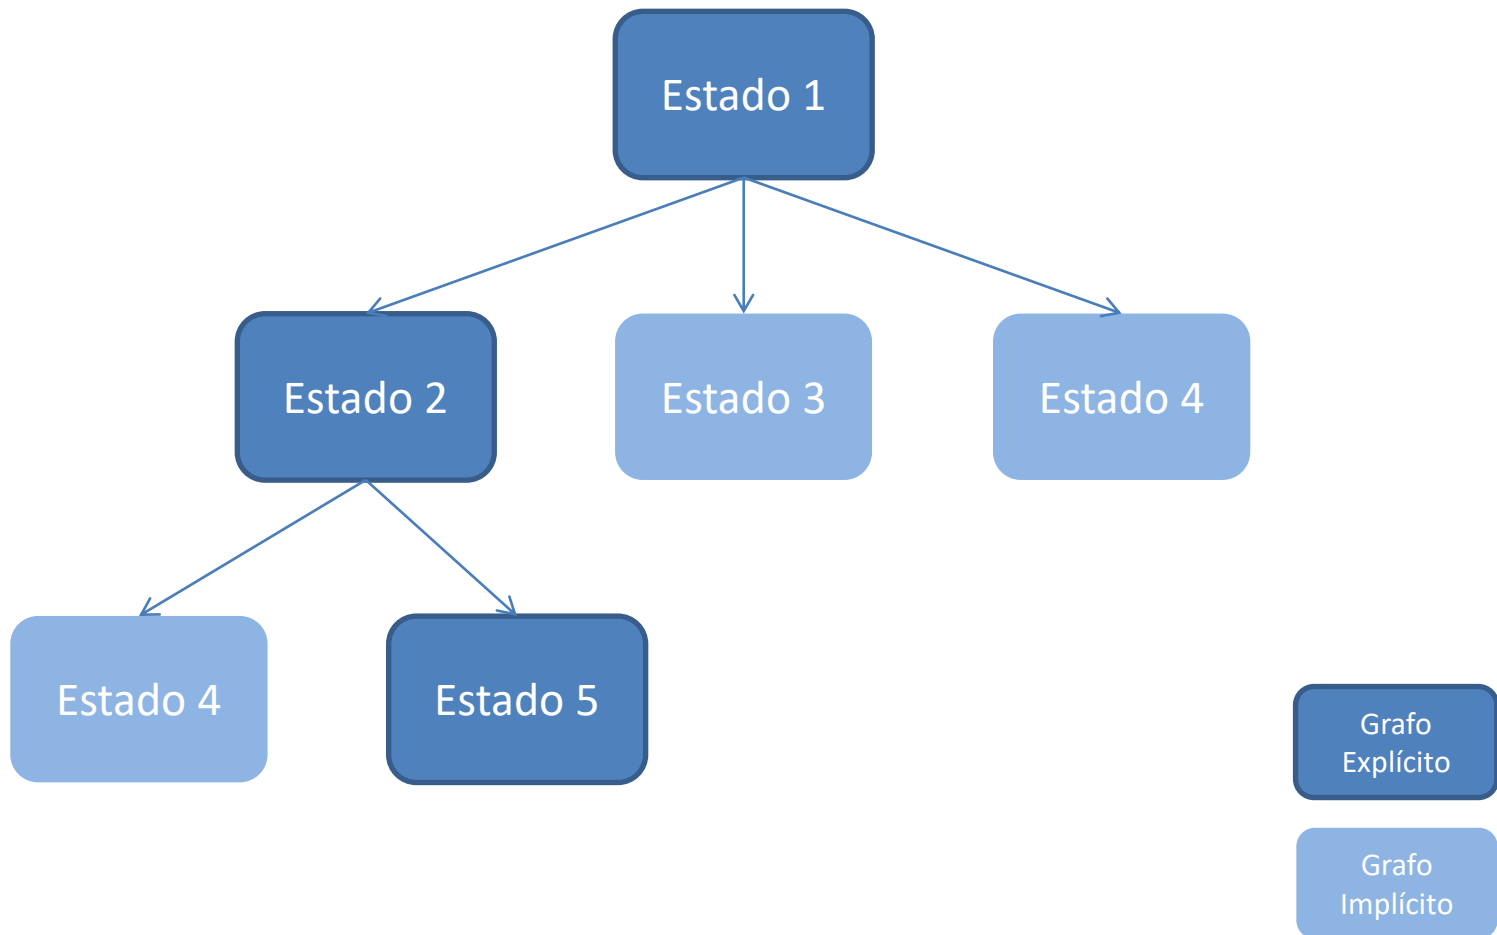 Estado 1
Estado 2
Estado 3
Estado 4
Estado 4
Estado 5
Grafo
Explícito
Grafo
Implícito